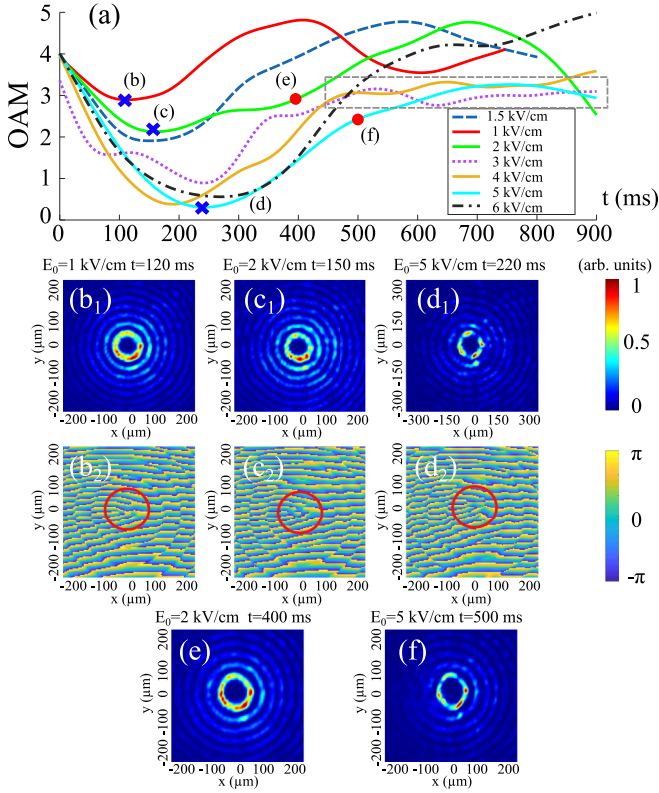 (a)
OAM
5
4
3
2
1
0
(b)
(c)
(d)
(e)
(f)
1.5 kV/cm
1 kV/cm
2 kV/cm
3 kV/cm
4 kV/cm
5 kV/cm
6 kV/cm
t (ms)
0 100 200 300 400 500 600 700 800 900
E₀=1 kV/cm t=120 ms
E₀=2 kV/cm t=150 ms
E₀=5 kV/cm t=220 ms
(arb. units)
(b₁)
y (μm)
-200 -100 0 100 200
-200 -100 0 100 200
x (μm)
(c₁)
y (μm)
-200 -100 0 100 200
-200 -100 0 100 200
x (μm)
(d₁)
y (μm)
-300 -150 0 150 300
-300 -150 0 150 300
x (μm)
1
0.5
0
(b₂)
y (μm)
-200 -100 0 100 200
-200 -100 0 100 200
x (μm)
(c₂)
y (μm)
-200 -100 0 100 200
-200 -100 0 100 200
x (μm)
(d₂)
y (μm)
-200 -100 0 100 200
-200 -100 0 100 200
x (μm)
π
0
-π
E₀=2 kV/cm t=400 ms
E₀=5 kV/cm t=500 ms
(e)
y (μm)
-200 -100 0 100 200
-200 -100 0 100 200
x (μm)
(f)
y (μm)
-200 -100 0 100 200
-200 -100 0 100 200
x (μm)